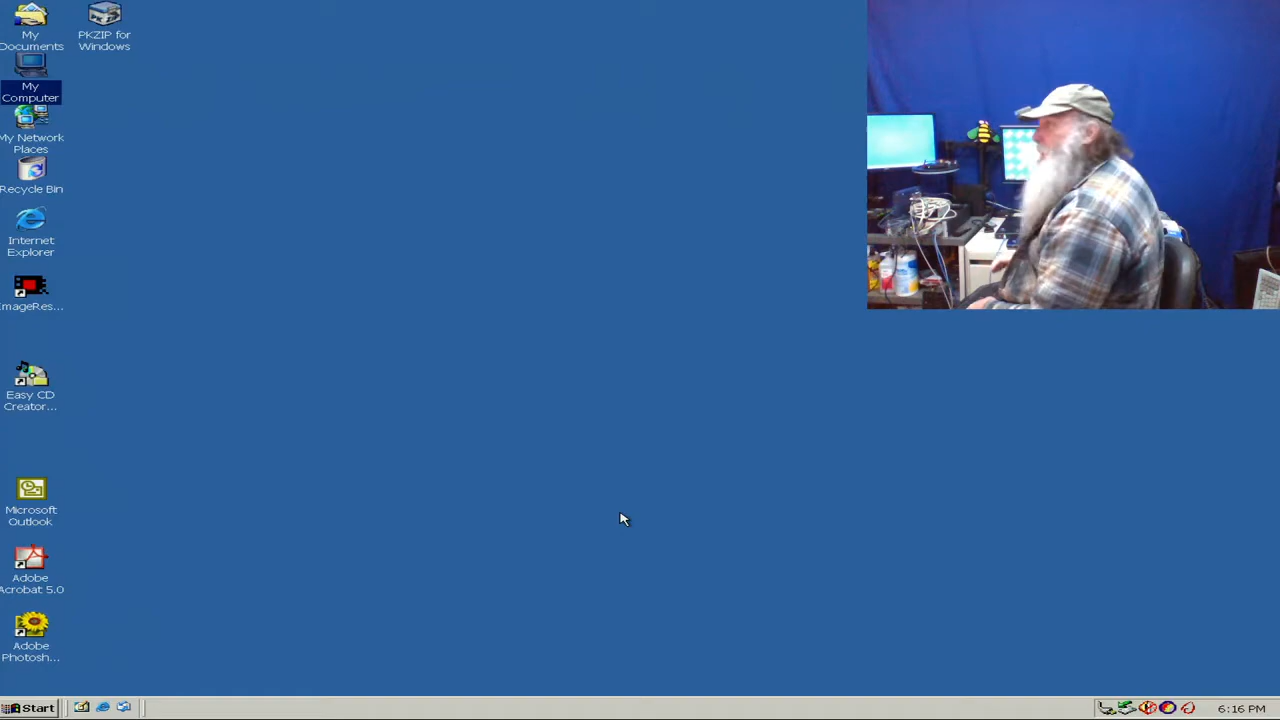 My
Documents
PKZIP for
Windows
My
Computer
My Network
Places
Recycle Bin
Internet
Explorer
ImageRes...
Easy CD
Creator...
Microsoft
Outlook
Adobe
Acrobat 5.0
Adobe
Photosh...
Start
6:16 PM